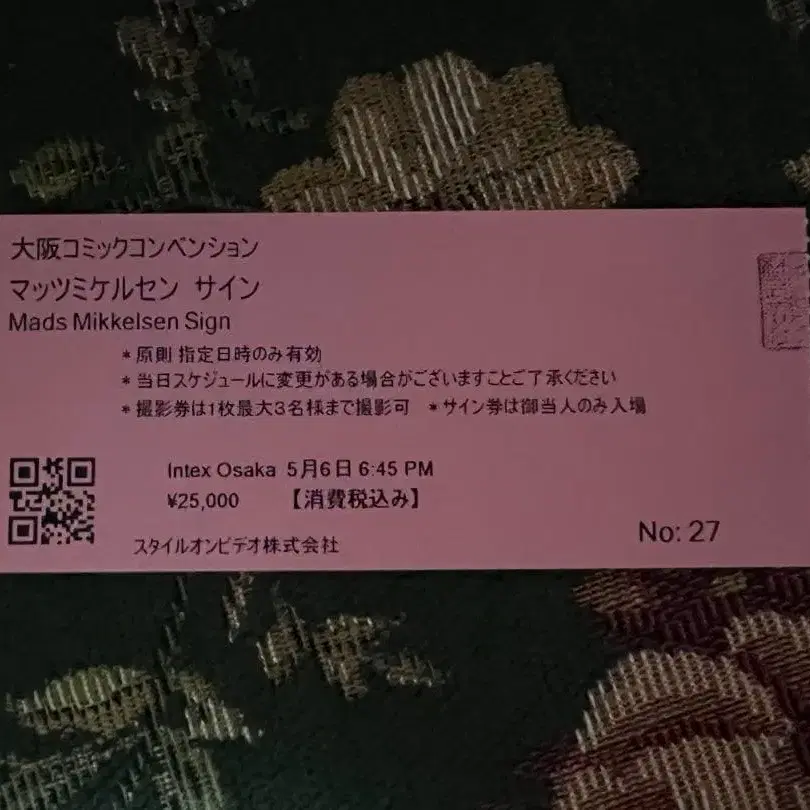 大阪コミックコンベンション
マッツミケルセン サイン
Mads Mikkelsen Sign
*原則 指定日時のみ有効
*当日スケジュールに変更がある場合がございますことご了承ください
*撮影券は1枚最大3名様まで撮影可 *サイン券は御当人のみ入場
Intex Osaka 5月6日 6:45 PM
¥25,000 【消費税込み】
スタイルオンビデオ株式会社
No: 27